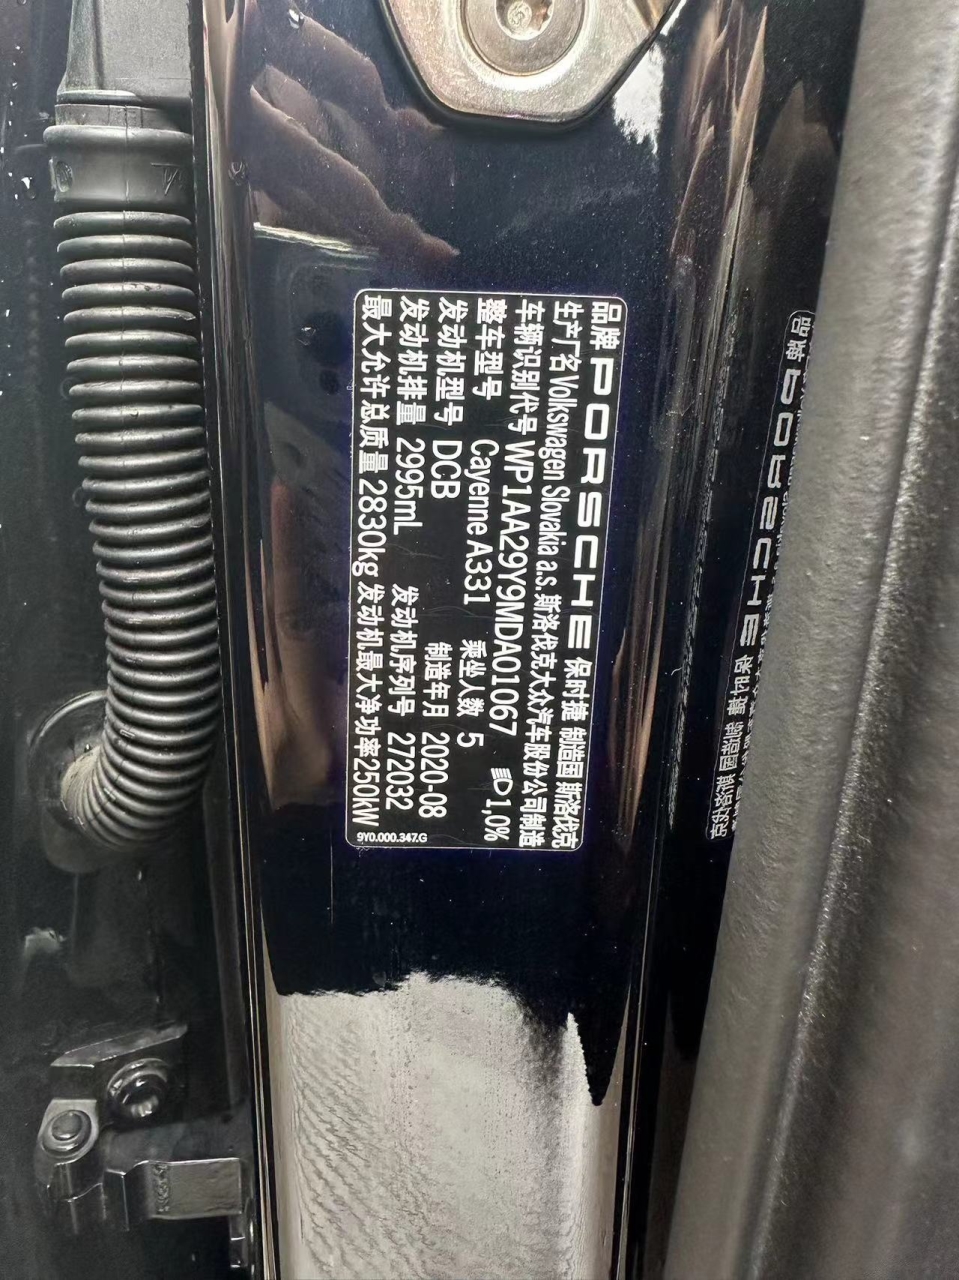 品牌 PORSCHE 保时捷 制造国 斯洛伐克
生产厂名 Volkswagen Slovakia a.s.斯洛伐克大众汽车股份公司制造
车辆识别代号 WP1AA29Y9MDA01067
整车型号 Cayenne A331 乘坐人数 5 1,0%
发动机型号 DCB 制造年月 2020-08
发动机排量 2995mL 发动机序列号 272032
最大允许总质量 2830kg 发动机最大净功率250kW
9Y0.000.347.G